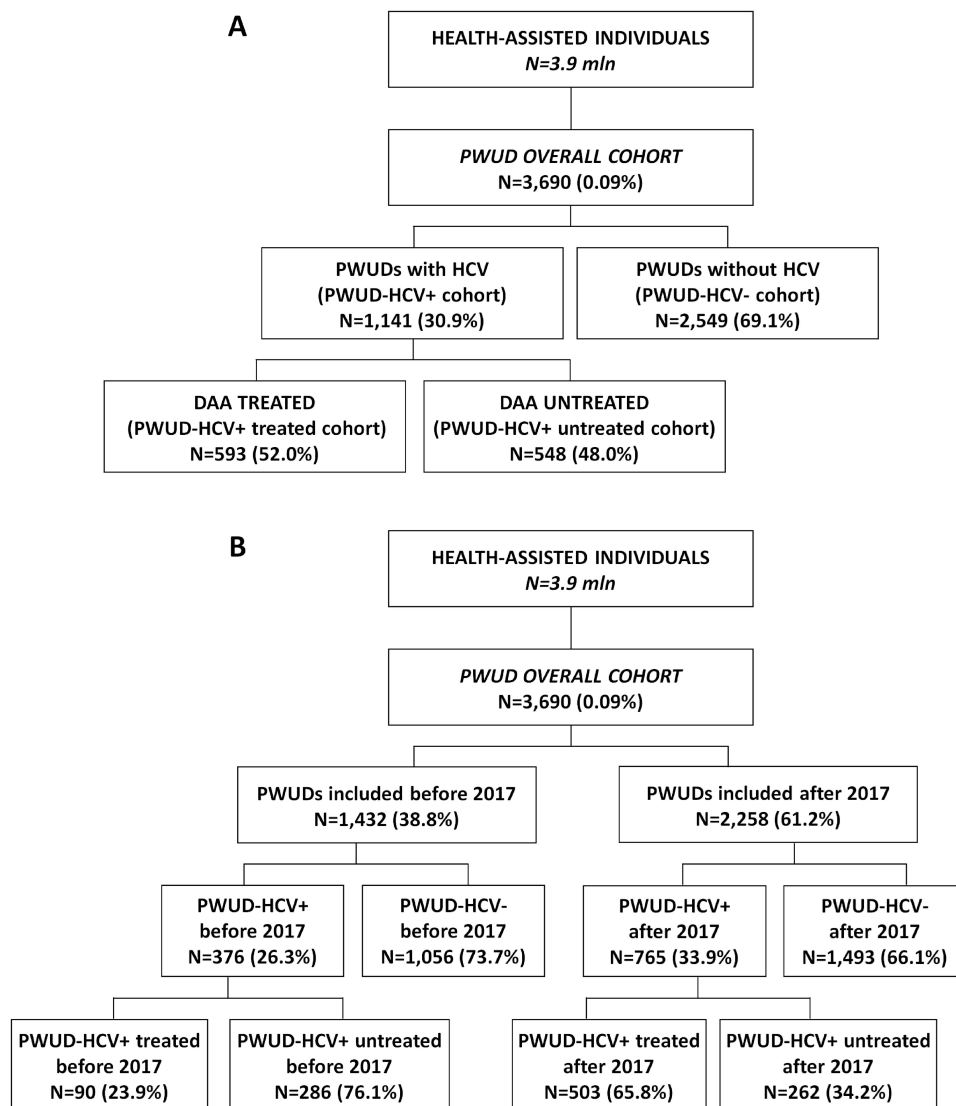 A
HEALTH-ASSISTED INDIVIDUALS
N=3.9 mln
PWUD OVERALL COHORT
N=3,690 (0.09%)
PWUDs with HCV
(PWUD-HCV+ cohort)
N=1,141 (30.9%)
PWUDs without HCV
(PWUD-HCV- cohort)
N=2,549 (69.1%)
DAA TREATED
(PWUD-HCV+ treated cohort)
N=593 (52.0%)
DAA UNTREATED
(PWUD-HCV+ untreated cohort)
N=548 (48.0%)
B
HEALTH-ASSISTED INDIVIDUALS
N=3.9 mln
PWUD OVERALL COHORT
N=3,690 (0.09%)
PWUDs included before 2017
N=1,432 (38.8%)
PWUDs included after 2017
N=2,258 (61.2%)
PWUD-HCV+
before 2017
N=376 (26.3%)
PWUD-HCV-
before 2017
N=1,056 (73.7%)
PWUD-HCV+
after 2017
N=765 (33.9%)
PWUD-HCV-
after 2017
N=1,493 (66.1%)
PWUD-HCV+ treated
before 2017
N=90 (23.9%)
PWUD-HCV+ untreated
before 2017
N=286 (76.1%)
PWUD-HCV+ treated
after 2017
N=503 (65.8%)
PWUD-HCV+ untreated
after 2017
N=262 (34.2%)